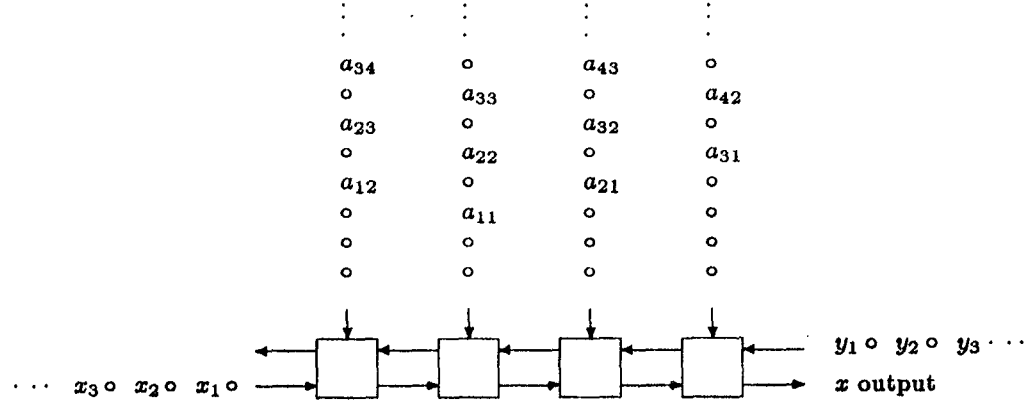 ⋮ ⋮ ⋮ ⋮
a₃₄ ∘ a₄₃ ∘
∘ a₃₃ ∘ a₄₂
a₂₃ ∘ a₃₂ ∘
∘ a₂₂ ∘ a₃₁
a₁₂ ∘ a₂₁ ∘
∘ a₁₁ ∘ ∘
∘ ∘ ∘ ∘
∘ ∘ ∘ ∘
y₁ ∘ y₂ ∘ y₃ ⋯
⋯ x₃ ∘ x₂ ∘ x₁ ∘ x output